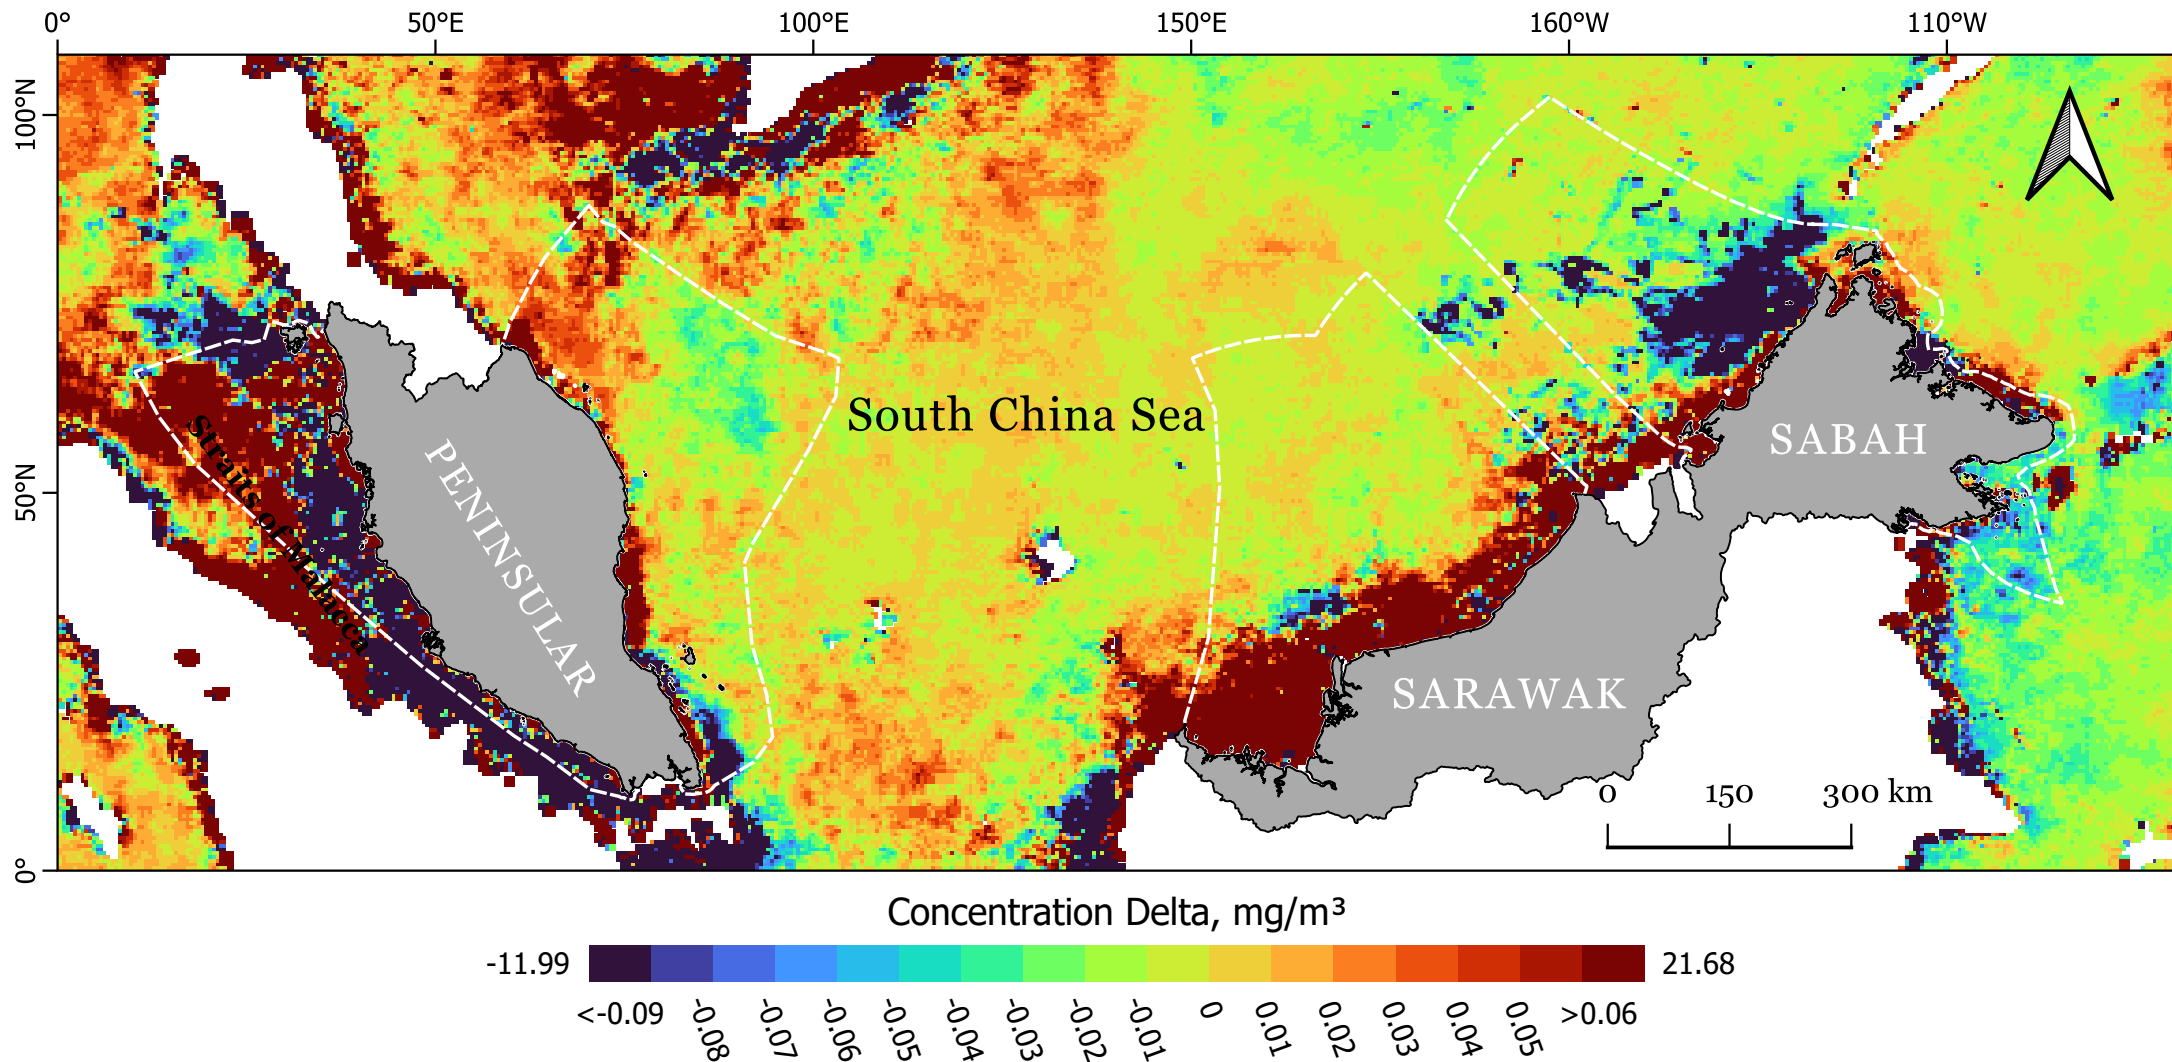 0° 50°E 100°E 150°E 160°W 110°W
100°N
50°N
0°
South China Sea
Straits of Malacca
PENINSULAR
SABAH
SARAWAK
0 150 300 km
Concentration Delta, mg/m³
-11.99 21.68
<-0.09 -0.08 -0.07 -0.06 -0.05 -0.04 -0.03 -0.02 -0.01 0 0.01 0.02 0.03 0.04 0.05 >0.06